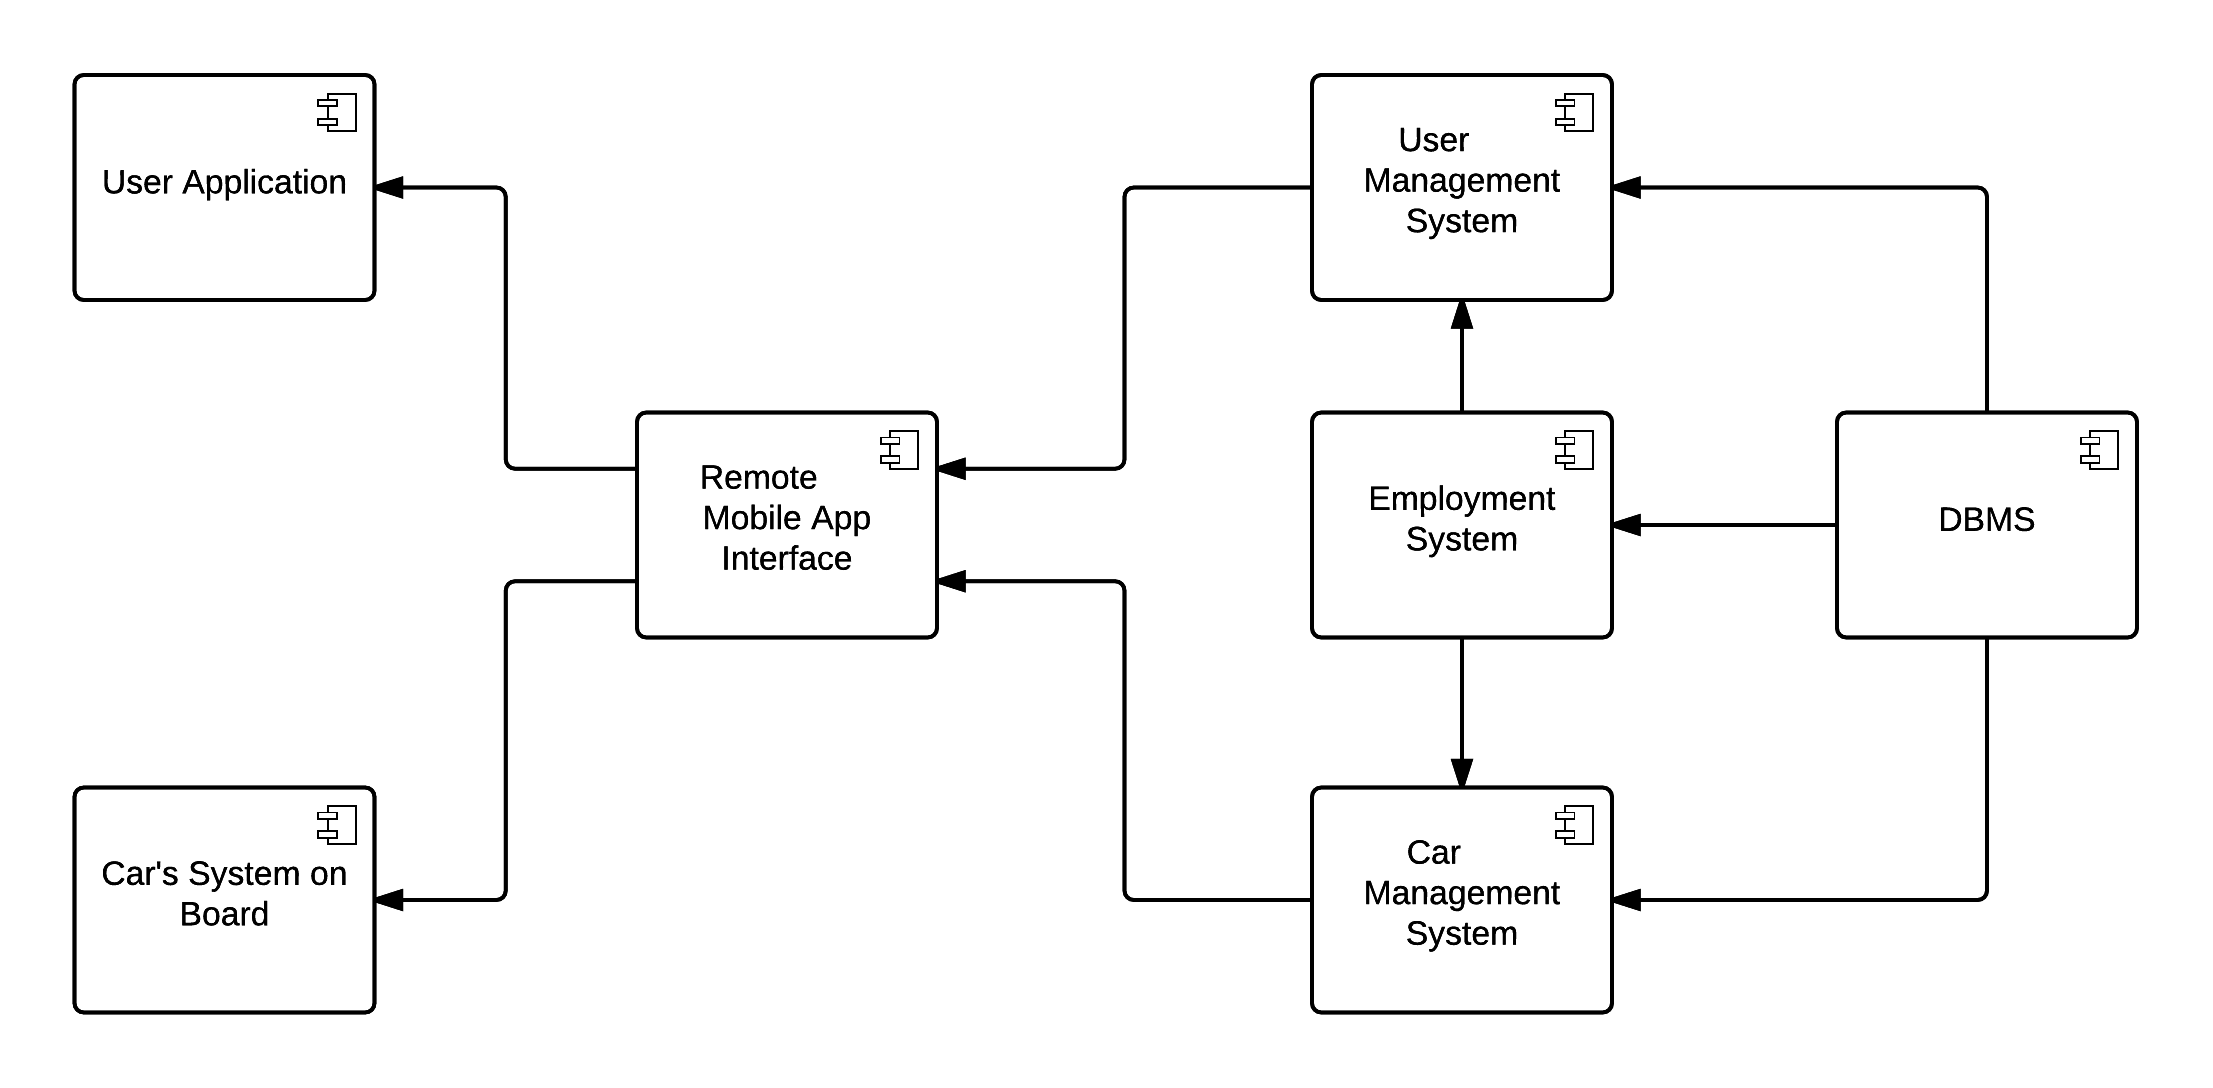 User Application
User
Management
System
Remote
Mobile App
Interface
Employment
System
DBMS
Car's System on
Board
Car
Management
System